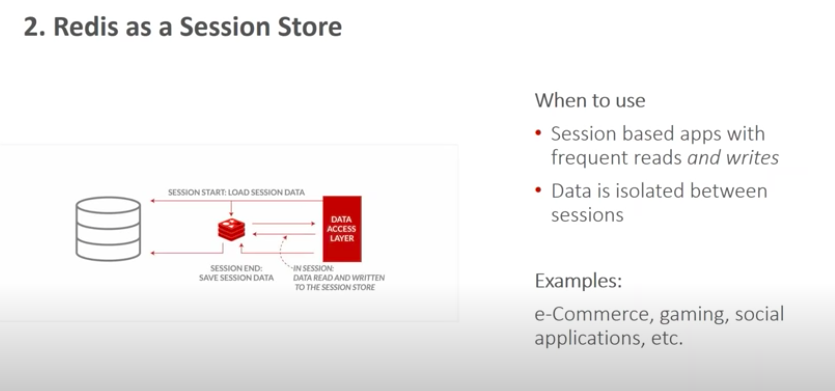 2. Redis as a Session Store
SESSION START: LOAD SESSION DATA
DATA
ACCESS
LAYER
SESSION END:
SAVE SESSION DATA
IN SESSION:
DATA READ AND WRITTEN
TO THE SESSION STORE
When to use
• Session based apps with
frequent reads and writes
• Data is isolated between
sessions
Examples:
e-Commerce, gaming, social
applications, etc.